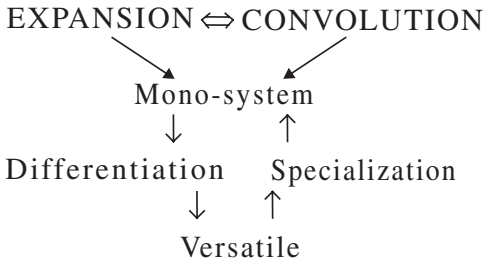 EXPANSION ⇔ CONVOLUTION
Mono-system
Differentiation Specialization
Versatile